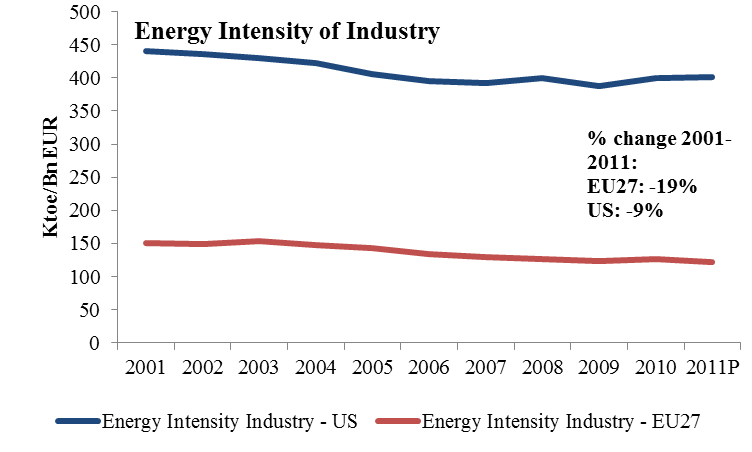 Energy Intensity of Industry
Ktoe/BnEUR
500
450
400
350
300
250
200
150
100
50
0
% change 2001-
2011:
EU27: -19%
US: -9%
2001 2002 2003 2004 2005 2006 2007 2008 2009 2010 2011P
Energy Intensity Industry - US Energy Intensity Industry - EU27